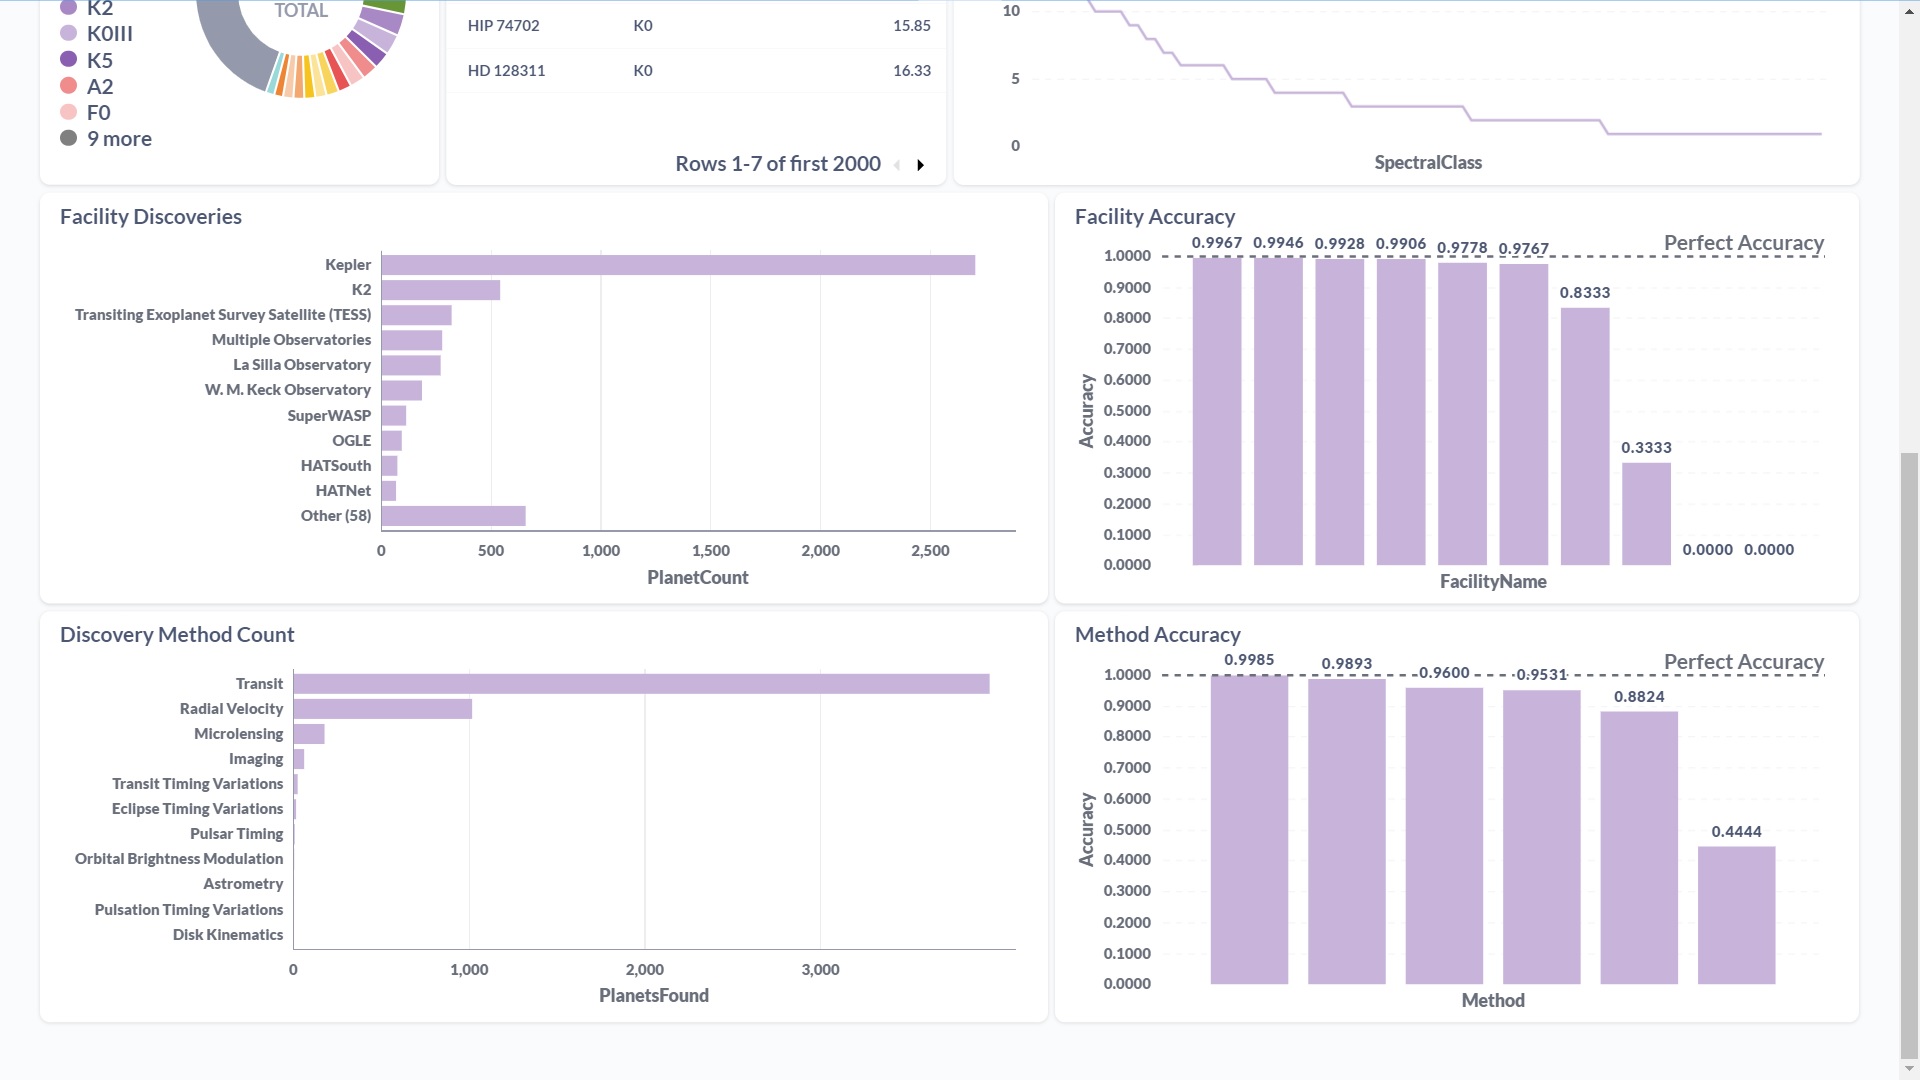 TOTAL
K2
K0III
K5
A2
F0
9 more
HIP 74702 K0 15.85
HD 128311 K0 16.33
Rows 1-7 of first 2000
10
5
0
SpectralClass
Facility Discoveries
Kepler
K2
Transiting Exoplanet Survey Satellite (TESS)
Multiple Observatories
La Silla Observatory
W. M. Keck Observatory
SuperWASP
OGLE
HATSouth
HATNet
Other (58)
0 500 1,000 1,500 2,000 2,500
PlanetCount
Facility Accuracy
Perfect Accuracy
0.9967 0.9946 0.9928 0.9906 0.9778 0.9767 0.8333 0.3333 0.0000 0.0000
1.0000
0.9000
0.8000
0.7000
0.6000
0.5000
0.4000
0.3000
0.2000
0.1000
0.0000
Accuracy
FacilityName
Discovery Method Count
Transit
Radial Velocity
Microlensing
Imaging
Transit Timing Variations
Eclipse Timing Variations
Pulsar Timing
Orbital Brightness Modulation
Astrometry
Pulsation Timing Variations
Disk Kinematics
0 1,000 2,000 3,000
PlanetsFound
Method Accuracy
Perfect Accuracy
0.9985 0.9893 0.9600 0.9531 0.8824 0.4444
1.0000
0.9000
0.8000
0.7000
0.6000
0.5000
0.4000
0.3000
0.2000
0.1000
0.0000
Accuracy
Method